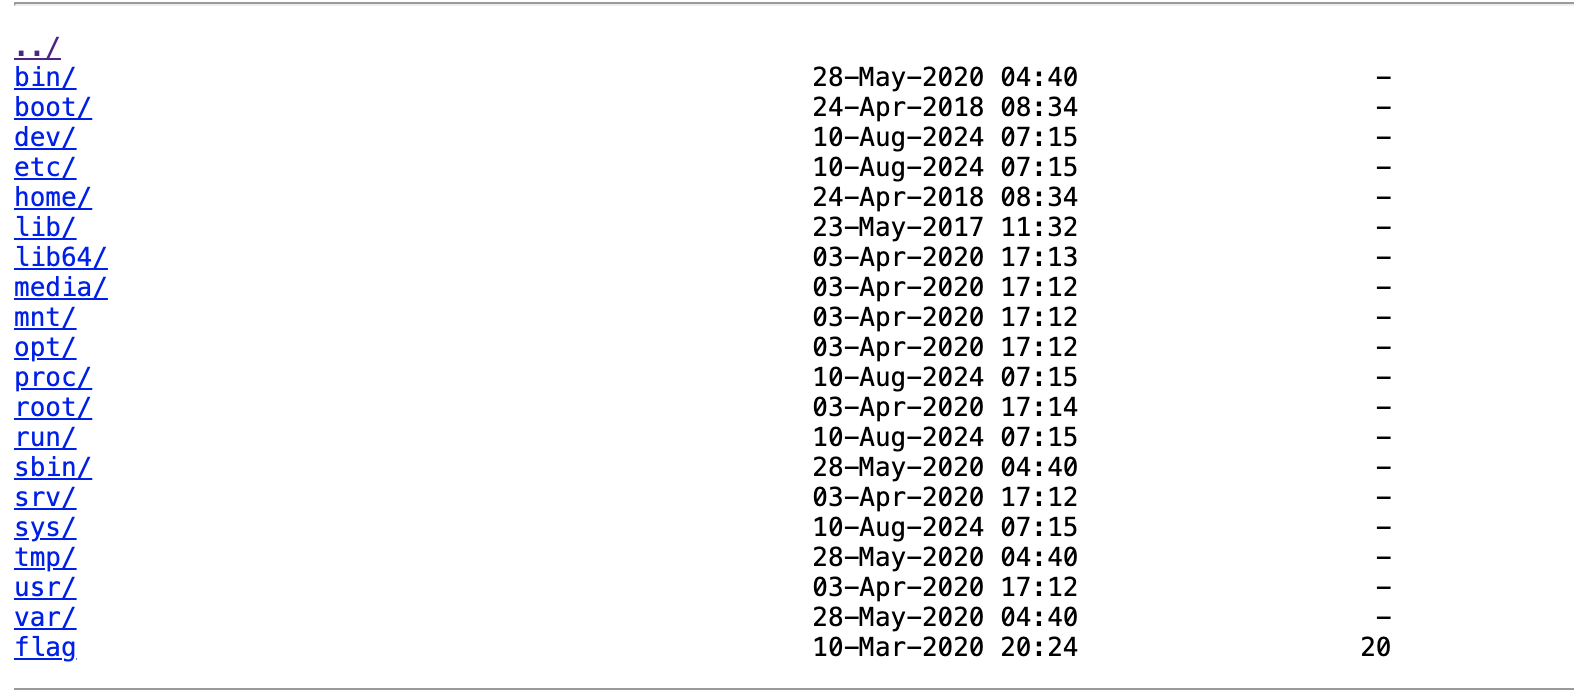 ../
bin/ 28-May-2020 04:40 -
boot/ 24-Apr-2018 08:34 -
dev/ 10-Aug-2024 07:15 -
etc/ 10-Aug-2024 07:15 -
home/ 24-Apr-2018 08:34 -
lib/ 23-May-2017 11:32 -
lib64/ 03-Apr-2020 17:13 -
media/ 03-Apr-2020 17:12 -
mnt/ 03-Apr-2020 17:12 -
opt/ 03-Apr-2020 17:12 -
proc/ 10-Aug-2024 07:15 -
root/ 03-Apr-2020 17:14 -
run/ 10-Aug-2024 07:15 -
sbin/ 28-May-2020 04:40 -
srv/ 03-Apr-2020 17:12 -
sys/ 10-Aug-2024 07:15 -
tmp/ 28-May-2020 04:40 -
usr/ 03-Apr-2020 17:12 -
var/ 28-May-2020 04:40 -
flag 10-Mar-2020 20:24 20